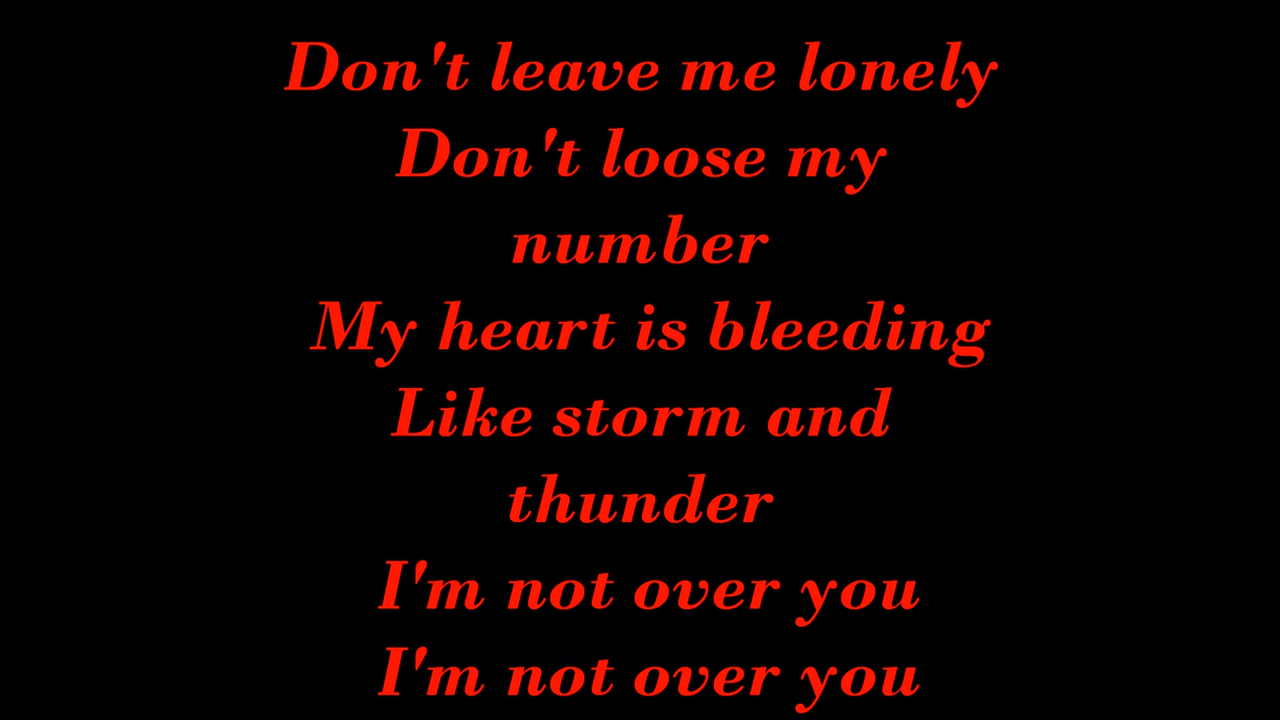 Don't leave me lonely
Don't loose my
number
My heart is bleeding
Like storm and
thunder
I'm not over you
I'm not over you